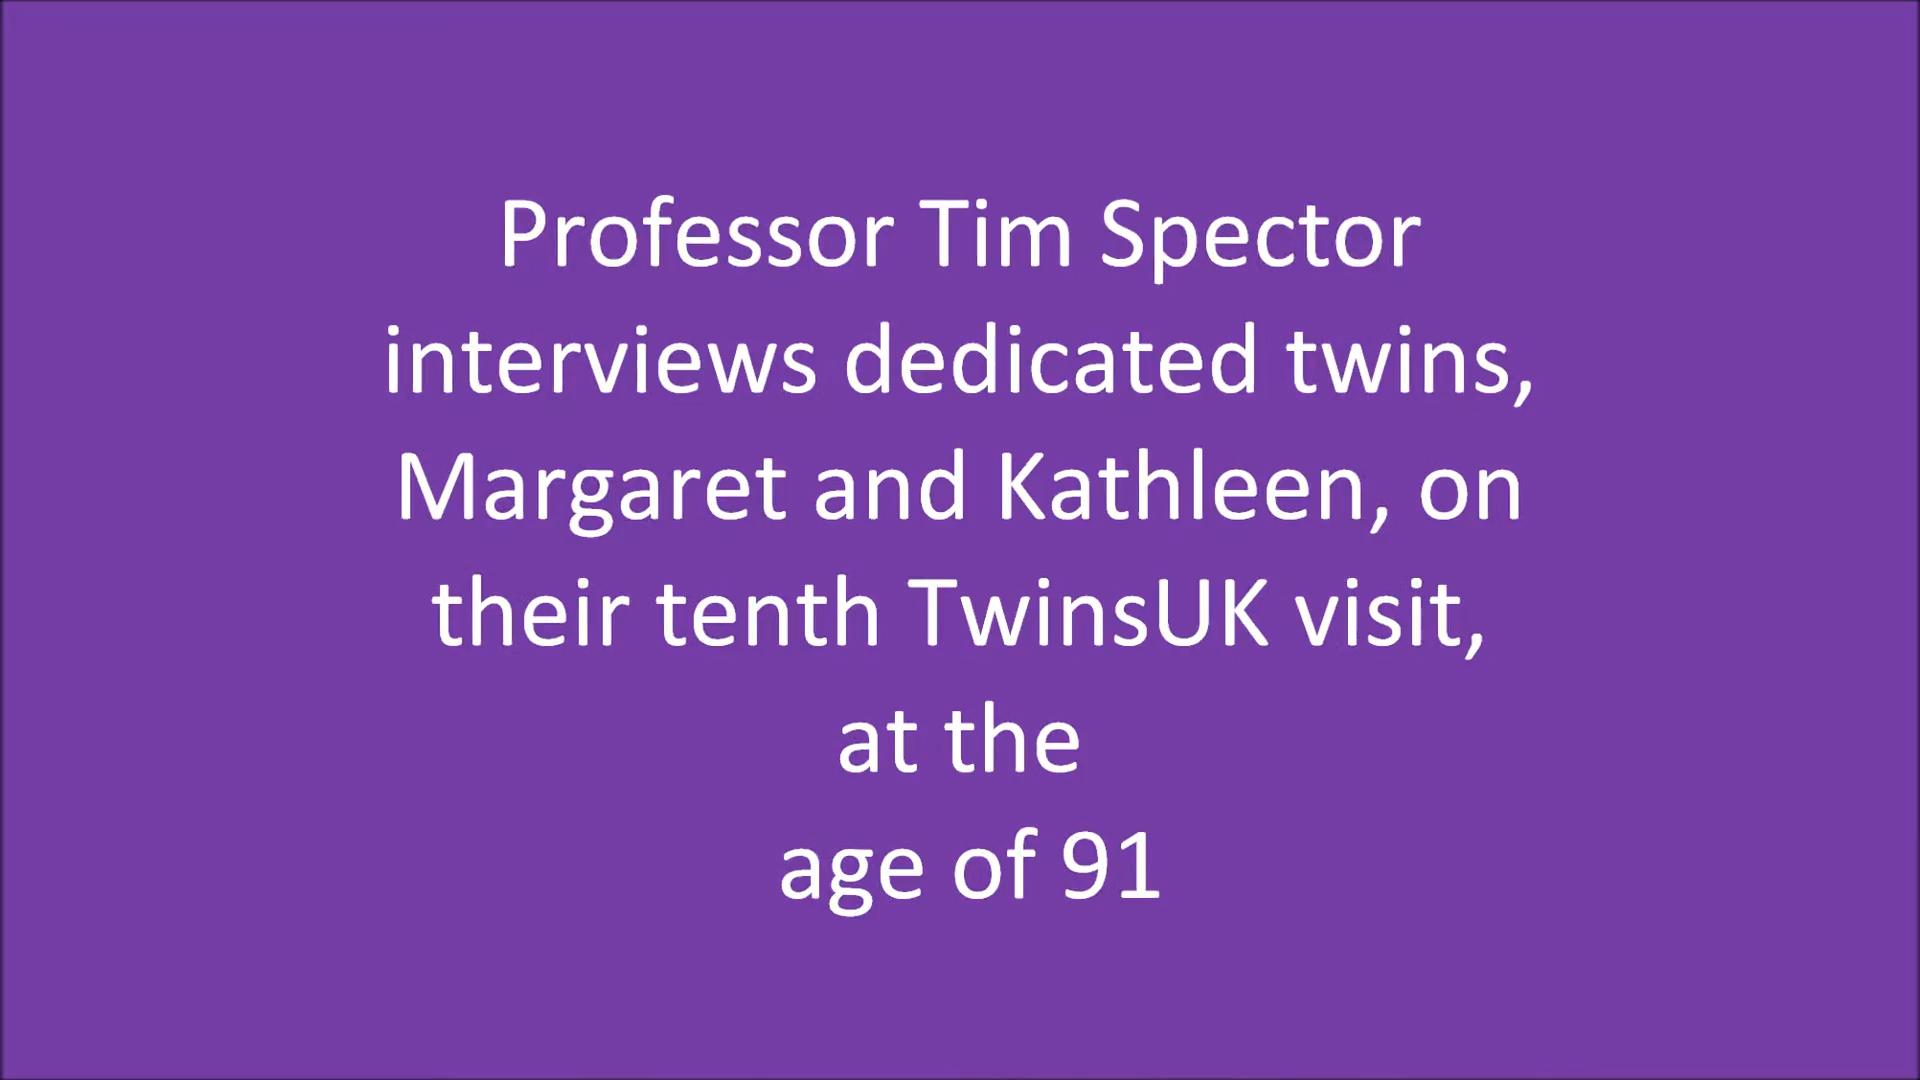 Professor Tim Spector
interviews dedicated twins,
Margaret and Kathleen, on
their tenth TwinsUK visit,
at the
age of 91